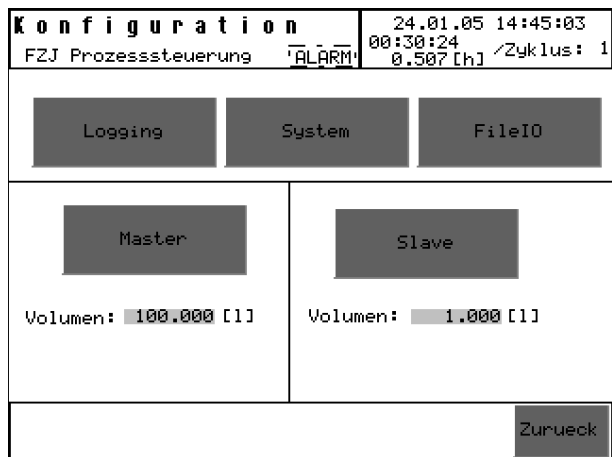 Konfiguration
FZJ Prozesssteuerung 'ALARM'
24.01.05 14:45:03
00:30:24
0.507[h] /Zyklus: 1
Logging System FileIO
Master Slave
Volumen: 100.000 [l] Volumen: 1.000 [l]
Zurueck